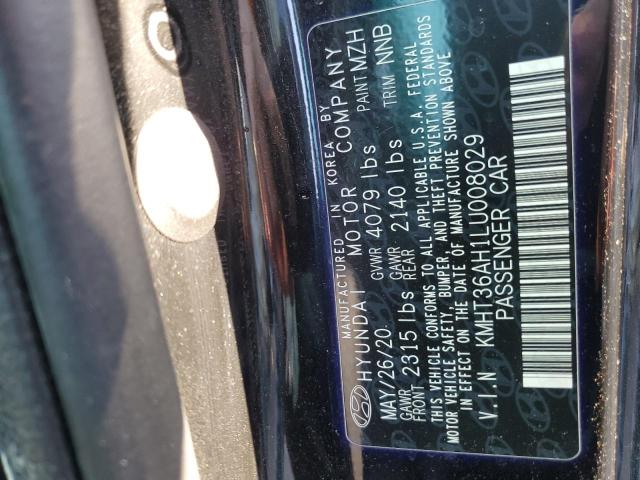 MANUFACTURED IN KOREA BY
HYUNDAI MOTOR COMPANY
MAY/26/20 GVWR 4079 lbs PAINT MZH
GAWR FRONT 2315 lbs GAWR REAR 2140 lbs TRIM NNB
THIS VEHICLE CONFORMS TO ALL APPLICABLE U.S.A. FEDERAL
MOTOR VEHICLE SAFETY, BUMPER, AND THEFT PREVENTION STANDARDS
IN EFFECT ON THE DATE OF MANUFACTURE SHOWN ABOVE
V.I.N KMHT36AH1LU008029
PASSENGER CAR